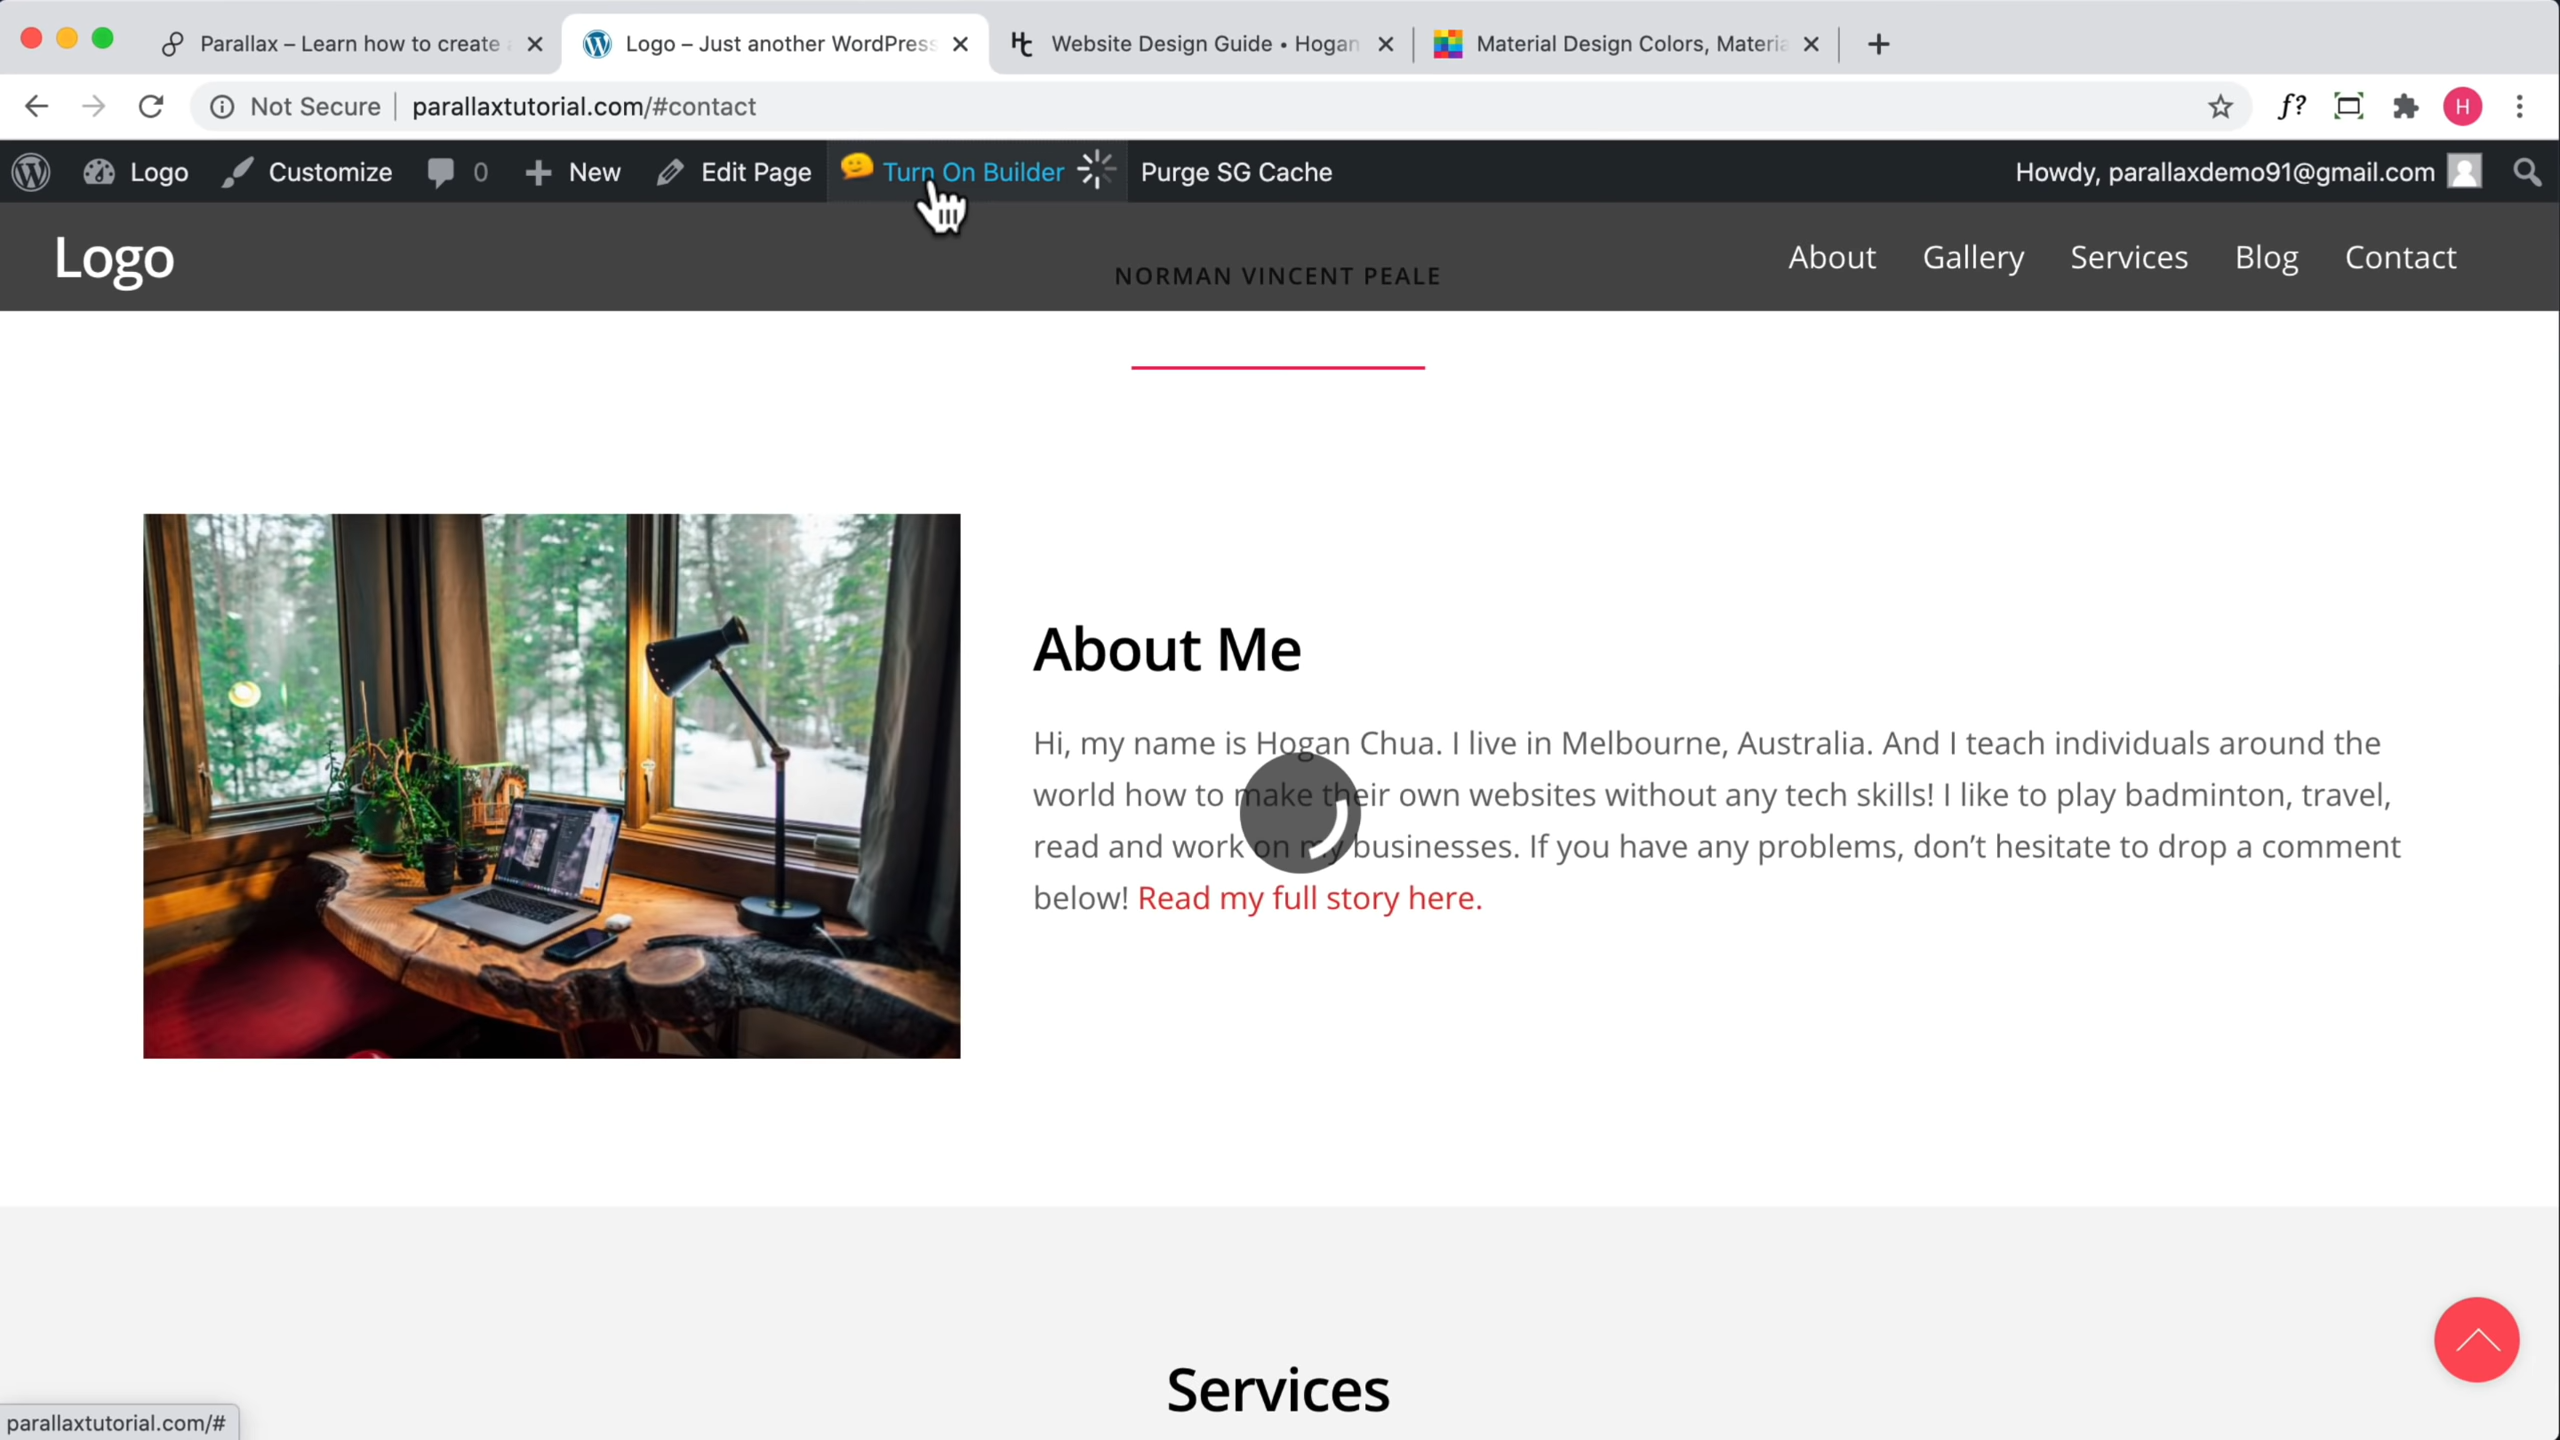 Parallax – Learn how to create
Logo – Just another WordPress
Website Design Guide • Hogan
Material Design Colors, Materia
Not Secure parallaxtutorial.com/#contact
f? H
Logo Customize 0 New Edit Page Turn On Builder Purge SG Cache Howdy, parallaxdemo91@gmail.com
Logo NORMAN VINCENT PEALE About Gallery Services Blog Contact
About Me
Hi, my name is Hogan Chua. I live in Melbourne, Australia. And I teach individuals around the
world how to make their own websites without any tech skills! I like to play badminton, travel,
read and work on my businesses. If you have any problems, don’t hesitate to drop a comment
below! Read my full story here.
Services
parallaxtutorial.com/#